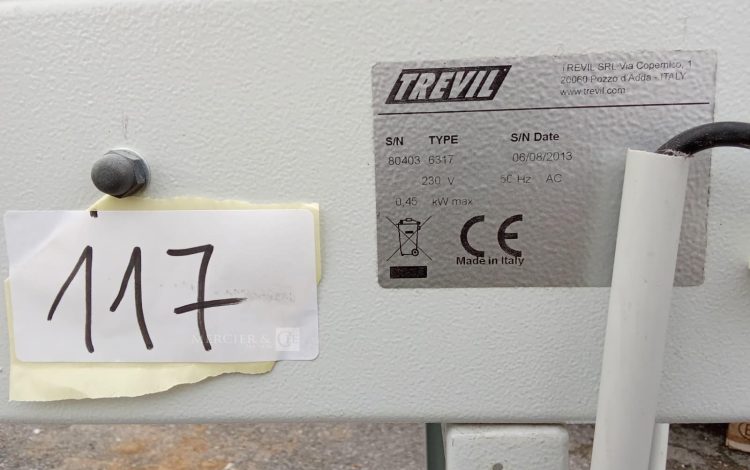 TREVIL
TREVIL SRL Via Copernico, 1
20060 Pozzo d'Adda - ITALY
www.trevil.com
S/N TYPE S/N Date
80403 6317 06/08/2013
230 V 50 Hz AC
0,45 kW max
CE
Made in Italy
117
MERCIER &